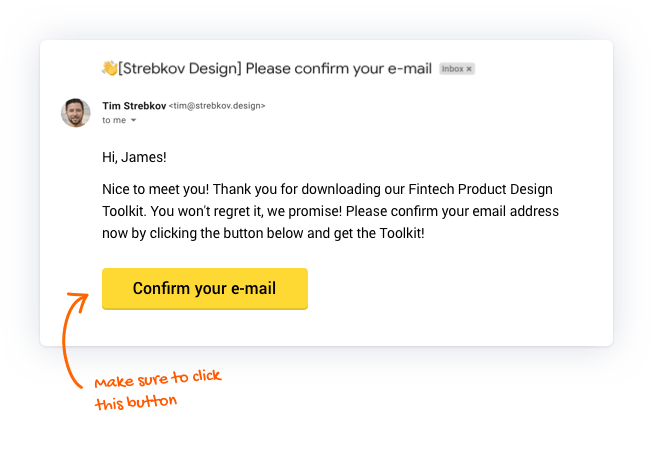 👋[Strebkov Design] Please confirm your e-mail Inbox ×
Tim Strebkov <tim@strebkov.design>
to me
Hi, James!
Nice to meet you! Thank you for downloading our Fintech Product Design
Toolkit. You won't regret it, we promise! Please confirm your email address
now by clicking the button below and get the Toolkit!
Confirm your e-mail
make sure to click
this button